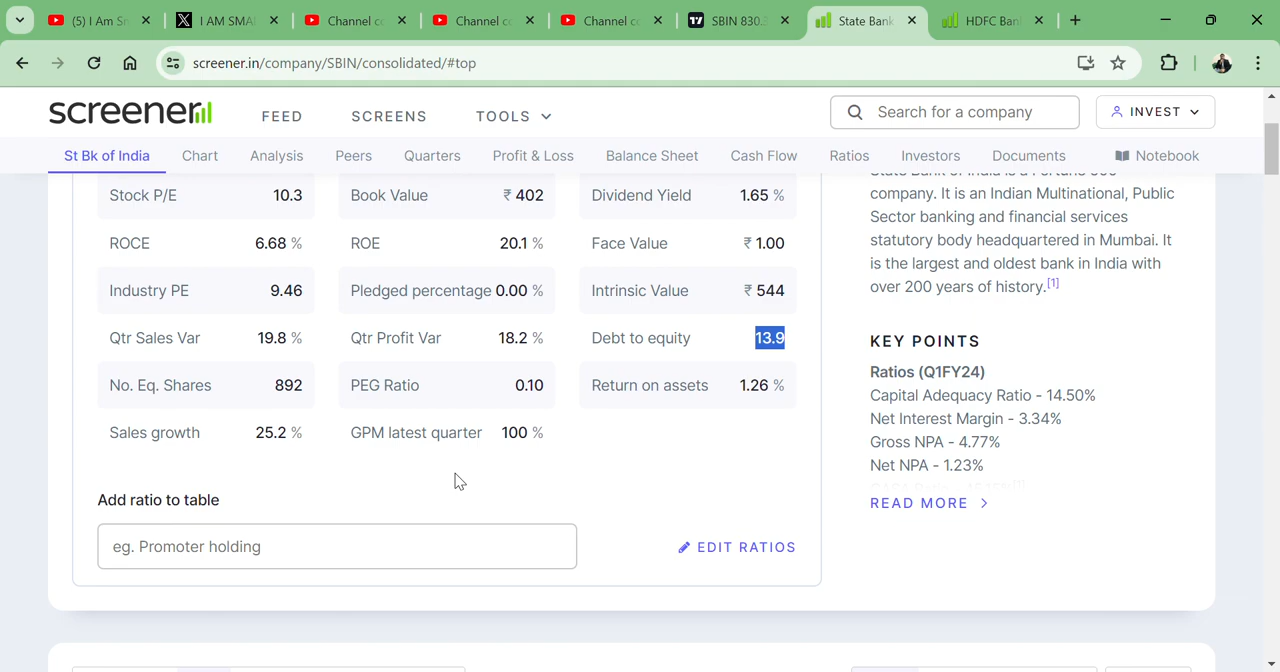 (5) I Am Sm
I AM SMA
Channel c
Channel c
Channel c
SBIN 830.
State Bank
HDFC Ban
screener.in/company/SBIN/consolidated/#top
screener
FEED
SCREENS
TOOLS
Search for a company
INVEST
St Bk of India
Chart
Analysis
Peers
Quarters
Profit & Loss
Balance Sheet
Cash Flow
Ratios
Investors
Documents
Notebook
Stock P/E 10.3
Book Value ₹ 402
Dividend Yield 1.65 %
ROCE 6.68 %
ROE 20.1 %
Face Value ₹ 1.00
Industry PE 9.46
Pledged percentage 0.00 %
Intrinsic Value ₹ 544
Qtr Sales Var 19.8 %
Qtr Profit Var 18.2 %
Debt to equity 13.9
No. Eq. Shares 892
PEG Ratio 0.10
Return on assets 1.26 %
Sales growth 25.2 %
GPM latest quarter 100 %
Add ratio to table
eg. Promoter holding
EDIT RATIOS
State Bank of India is a Fortune 500
company. It is an Indian Multinational, Public
Sector banking and financial services
statutory body headquartered in Mumbai. It
is the largest and oldest bank in India with
over 200 years of history.[1]
KEY POINTS
Ratios (Q1FY24)
Capital Adequacy Ratio - 14.50%
Net Interest Margin - 3.34%
Gross NPA - 4.77%
Net NPA - 1.23%
READ MORE